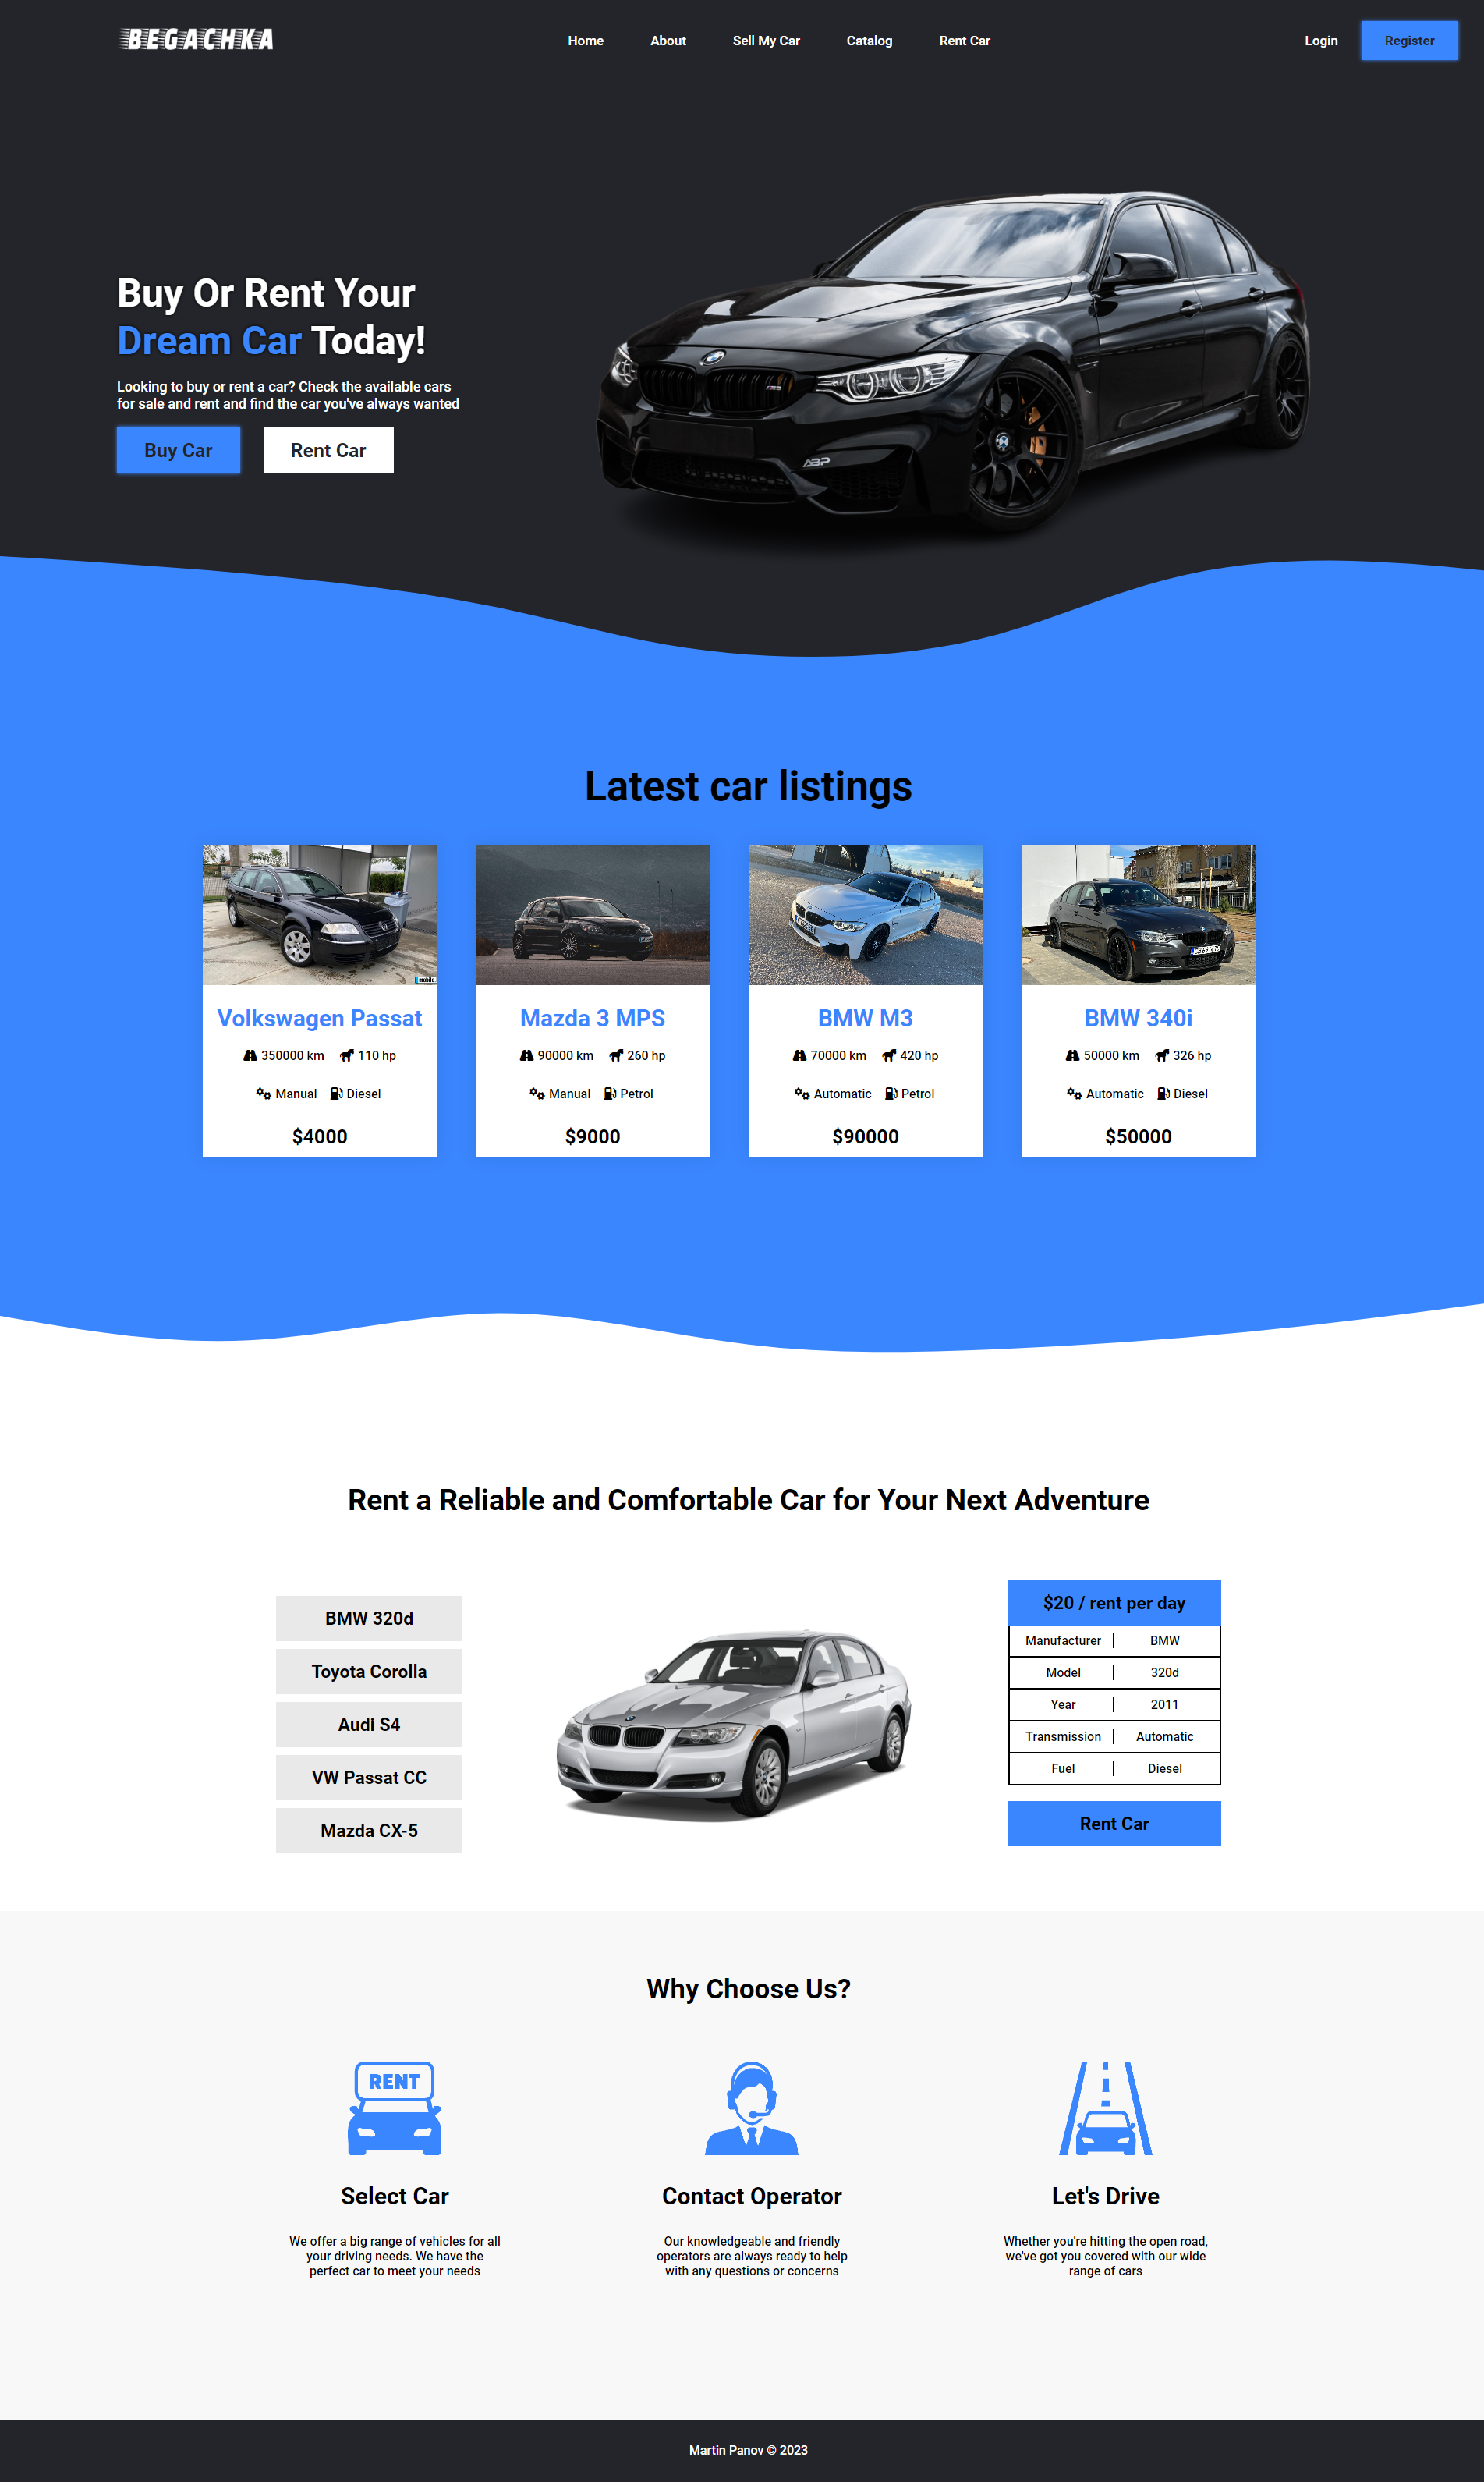 BEGACHKA
Home About Sell My Car Catalog Rent Car
Login Register
Buy Or Rent Your
Dream Car Today!
Looking to buy or rent a car? Check the available cars
for sale and rent and find the car you've always wanted
Buy Car Rent Car
ABP
Latest car listings
Volkswagen Passat
350000 km 110 hp
Manual Diesel
$4000
Mazda 3 MPS
90000 km 260 hp
Manual Petrol
$9000
BMW M3
70000 km 420 hp
Automatic Petrol
$90000
BMW 340i
50000 km 326 hp
Automatic Diesel
$50000
Rent a Reliable and Comfortable Car for Your Next Adventure
BMW 320d
Toyota Corolla
Audi S4
VW Passat CC
Mazda CX-5
$20 / rent per day
Manufacturer BMW
Model 320d
Year 2011
Transmission Automatic
Fuel Diesel
Rent Car
Why Choose Us?
RENT
Select Car
We offer a big range of vehicles for all
your driving needs. We have the
perfect car to meet your needs
Contact Operator
Our knowledgeable and friendly
operators are always ready to help
with any questions or concerns
Let's Drive
Whether you're hitting the open road,
we've got you covered with our wide
range of cars
Martin Panov © 2023